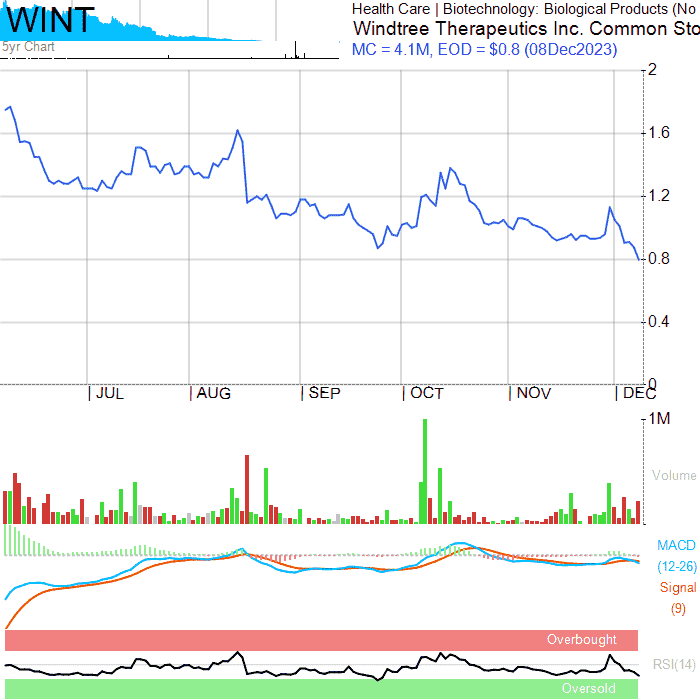 WINT
5yr Chart
Health Care | Biotechnology: Biological Products (No
Windtree Therapeutics Inc. Common Sto
MC = 4.1M, EOD = $0.8 (08Dec2023)
2
1.6
1.2
0.8
0.4
0
JUL AUG SEP OCT NOV DEC
1M
Volume
MACD
(12-26)
Signal
(9)
Overbought
RSI(14)
Oversold